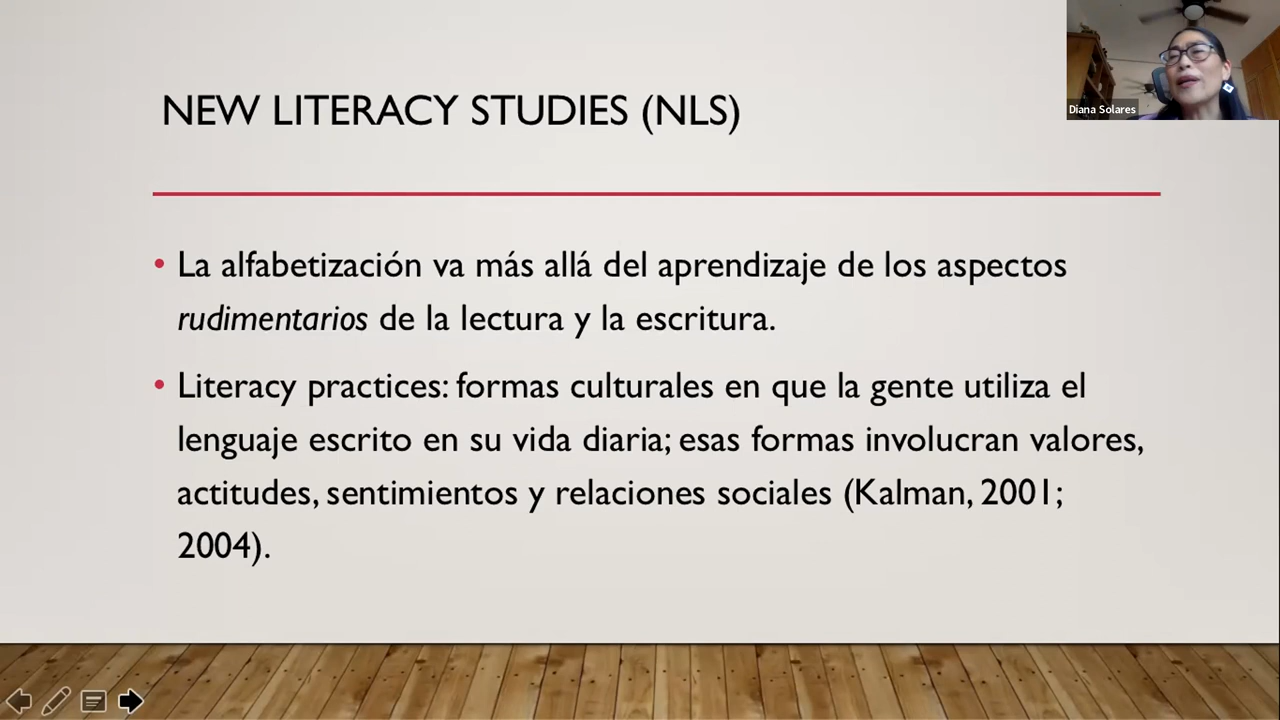 NEW LITERACY STUDIES (NLS)
Diana Solares
• La alfabetización va más allá del aprendizaje de los aspectos
rudimentarios de la lectura y la escritura.
• Literacy practices: formas culturales en que la gente utiliza el
lenguaje escrito en su vida diaria; esas formas involucran valores,
actitudes, sentimientos y relaciones sociales (Kalman, 2001;
2004).